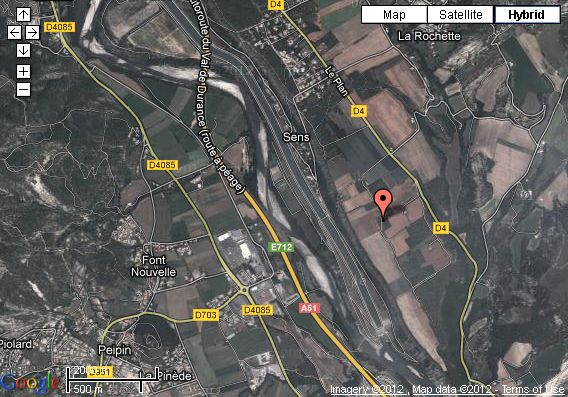 D4085
D4
Map
Satellite
Hybrid
La Rochette
Autoroute du Val de Durance (route à péage)
Le Plan
D4
Sens
D4085
D4
E712
Font
Nouvelle
A51
D703
D4085
Piolard
Peipin
D951
La Pinède
500 m
Google
Imagery ©2012 , Map data ©2012 - Terms of Use